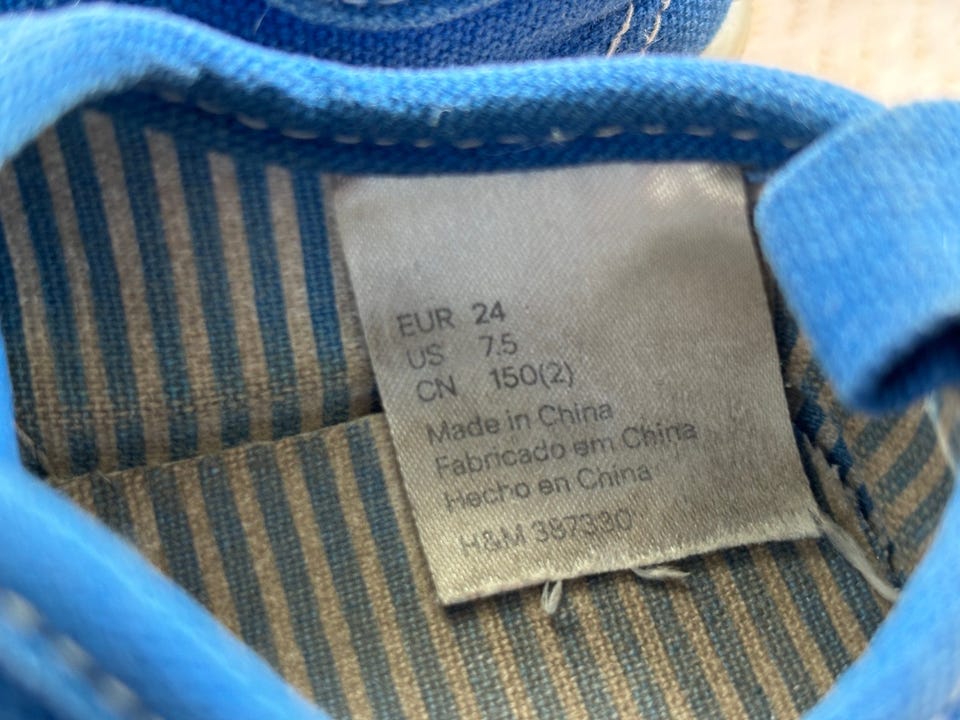 EUR 24
US 7.5
CN 150(2)
Made in China
Fabricado em China
Hecho en China
H&M 387330